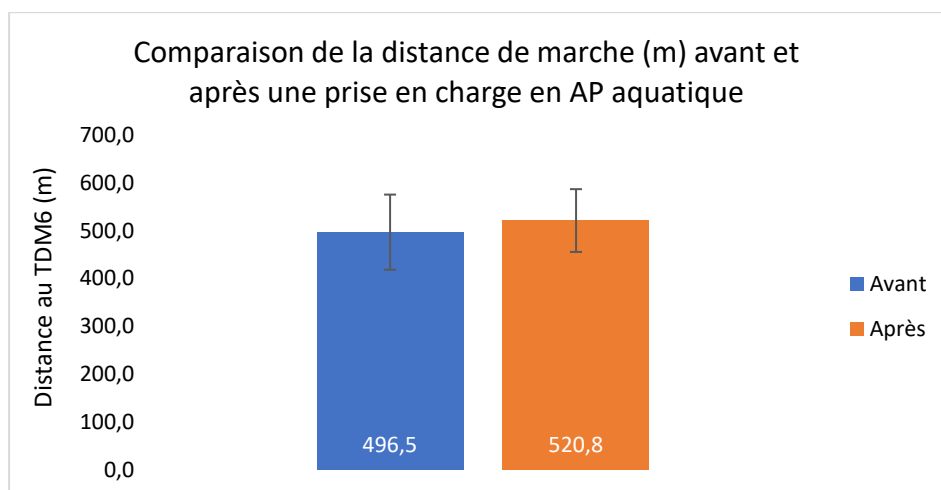 Comparaison de la distance de marche (m) avant et
après une prise en charge en AP aquatique
Distance au TDM6 (m)
700,0
600,0
500,0
400,0
300,0
200,0
100,0
0,0
496,5
520,8
Avant
Après